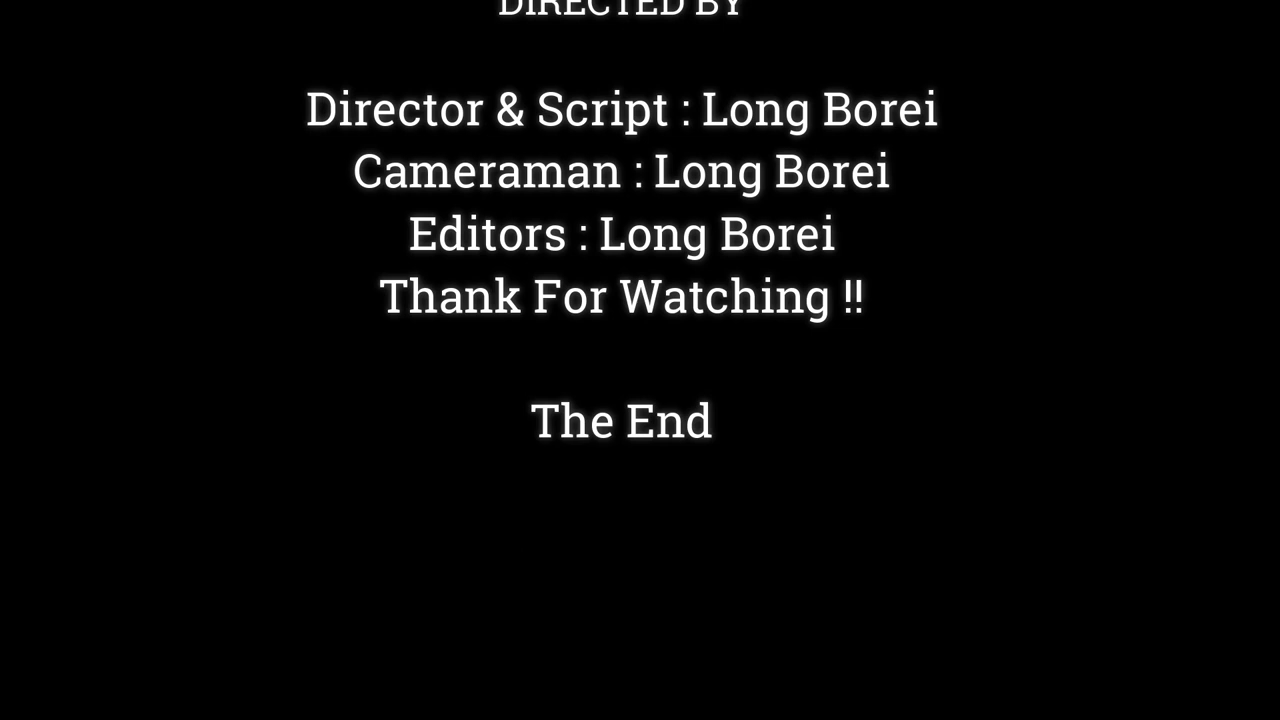 DIRECTED BY
Director & Script : Long Borei
Cameraman : Long Borei
Editors : Long Borei
Thank For Watching !!
The End